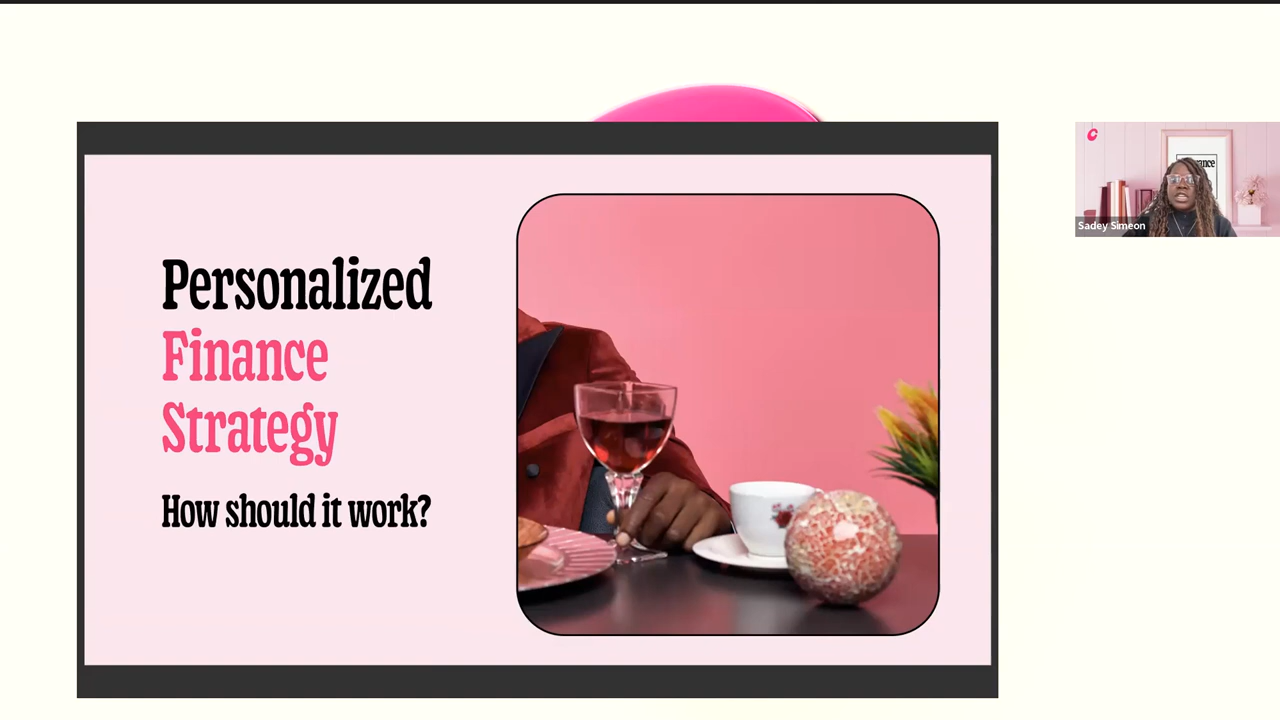 Personalized
Finance
Strategy
How should it work?
Sadey Simeon